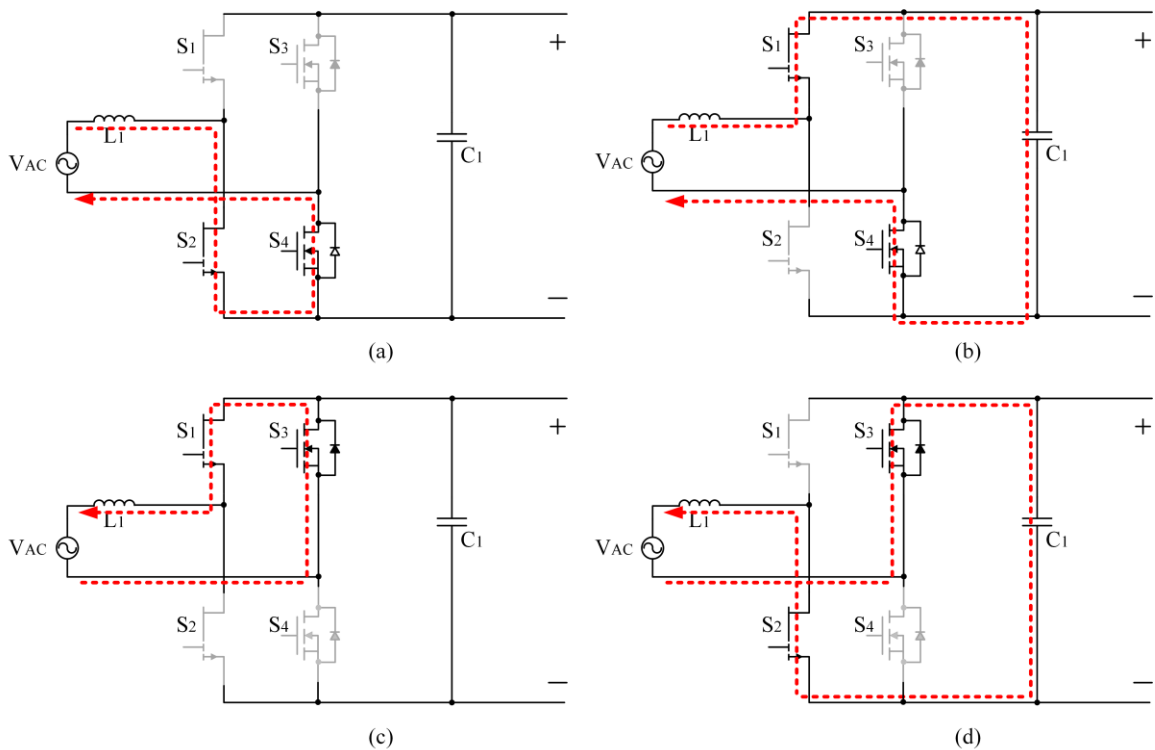 S1
S3
+
L1
VAC
C1
S2
S4
−
(a)
S1
S3
+
L1
VAC
C1
S2
S4
−
(b)
S1
S3
+
L1
VAC
C1
S2
S4
−
(c)
S1
S3
+
L1
VAC
C1
S2
S4
−
(d)